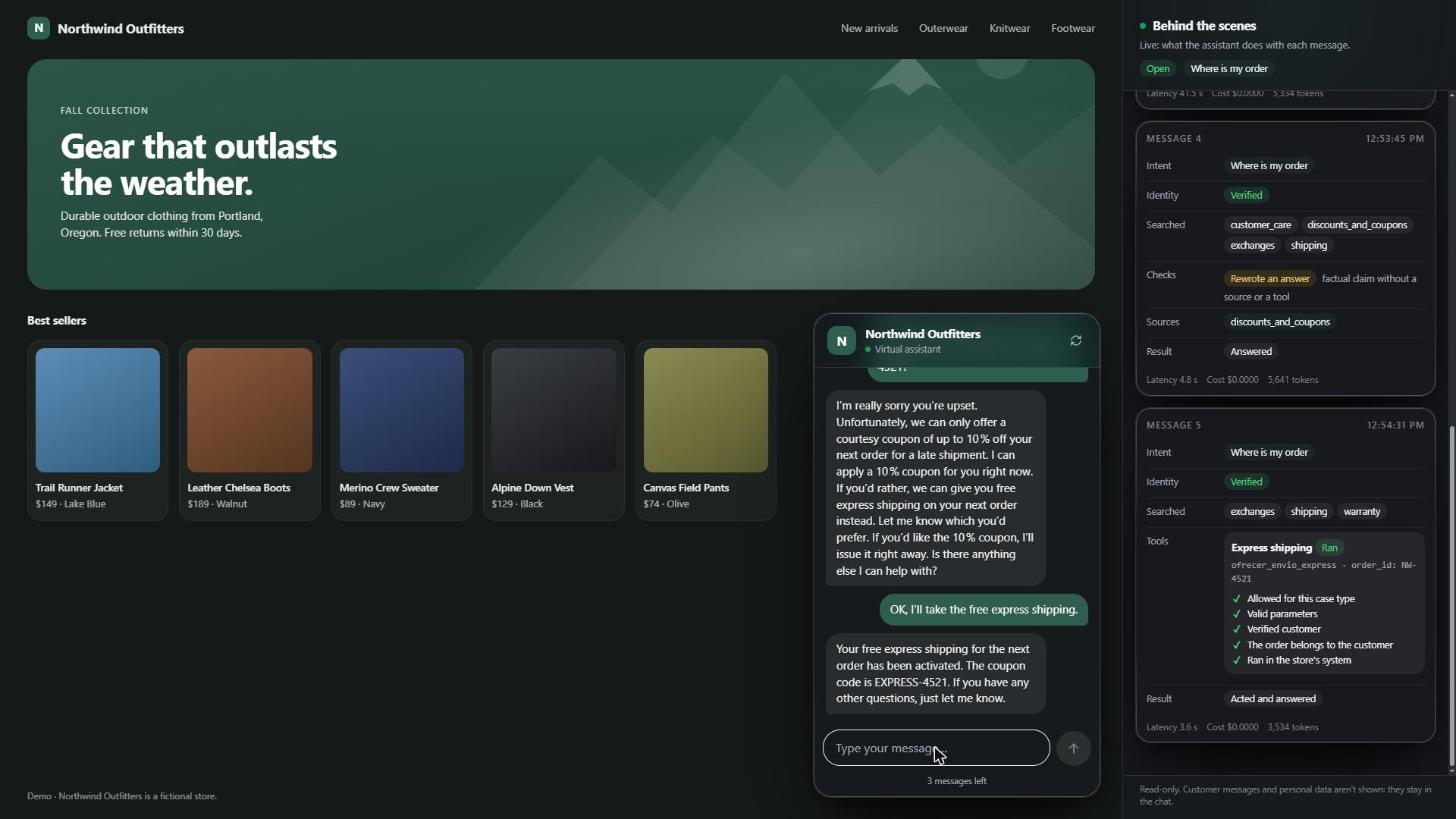 N Northwind Outfitters
New arrivals Outerwear Knitwear Footwear
FALL COLLECTION
Gear that outlasts
the weather.
Durable outdoor clothing from Portland,
Oregon. Free returns within 30 days.
Best sellers
Trail Runner Jacket
$149 · Lake Blue
Leather Chelsea Boots
$189 · Walnut
Merino Crew Sweater
$89 · Navy
Alpine Down Vest
$129 · Black
Canvas Field Pants
$74 · Olive
Demo · Northwind Outfitters is a fictional store.
N Northwind Outfitters
Virtual assistant
I'm really sorry you're upset.
Unfortunately, we can only offer a
courtesy coupon of up to 10% off your
next order for a late shipment. I can
apply a 10% coupon for you right now.
If you'd rather, we can give you free
express shipping on your next order
instead. Let me know which you'd
prefer. If you'd like the 10% coupon, I'll
issue it right away. Is there anything
else I can help with?
OK, I'll take the free express shipping.
Your free express shipping for the next
order has been activated. The coupon
code is EXPRESS-4521. If you have any
other questions, just let me know.
Type your message...
3 messages left
Behind the scenes
Live: what the assistant does with each message.
Open Where is my order
Latency 41.5 s Cost $0.0000 5,334 tokens
MESSAGE 4 12:53:45 PM
Intent Where is my order
Identity Verified
Searched customer_care discounts_and_coupons
exchanges shipping
Checks Rewrote an answer factual claim without a
source or a tool
Sources discounts_and_coupons
Result Answered
Latency 4.8 s Cost $0.0000 5,641 tokens
MESSAGE 5 12:54:31 PM
Intent Where is my order
Identity Verified
Searched exchanges shipping warranty
Tools Express shipping Ran
ofrecer_envio_express · order_id: NW-
4521
✓ Allowed for this case type
✓ Valid parameters
✓ Verified customer
✓ The order belongs to the customer
✓ Ran in the store's system
Result Acted and answered
Latency 3.6 s Cost $0.0000 3,534 tokens
Read-only. Customer messages and personal data aren't shown: they stay in
the chat.